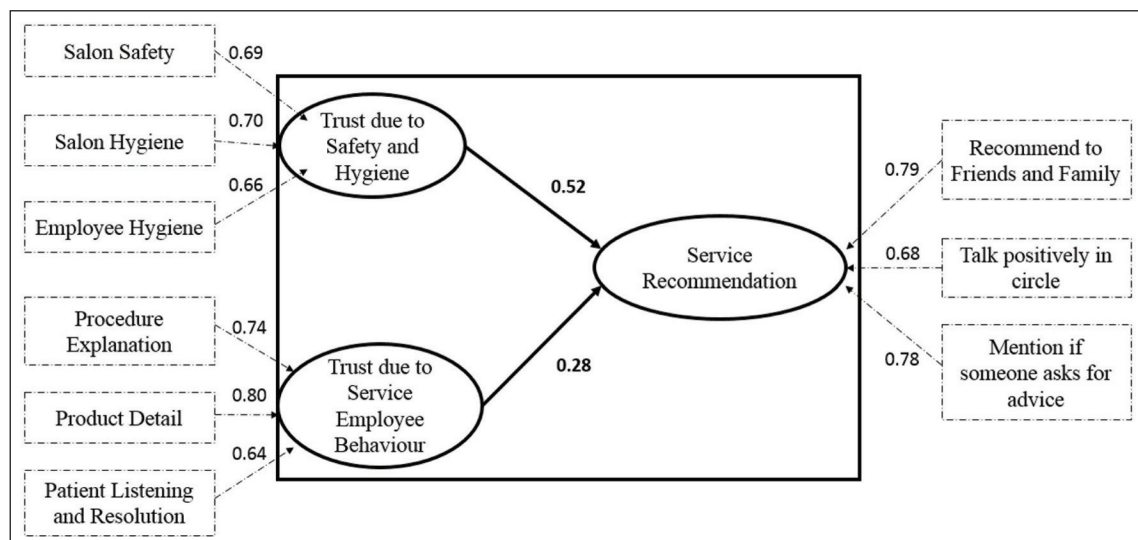 Salon Safety
0.69
Salon Hygiene
0.70
Employee Hygiene
0.66
Trust due to
Safety and
Hygiene
0.52
Procedure
Explanation
0.74
Product Detail
0.80
Patient Listening
and Resolution
0.64
Trust due to
Service
Employee
Behaviour
0.28
Service
Recommendation
0.79
Recommend to
Friends and Family
0.68
Talk positively in
circle
0.78
Mention if
someone asks for
advice